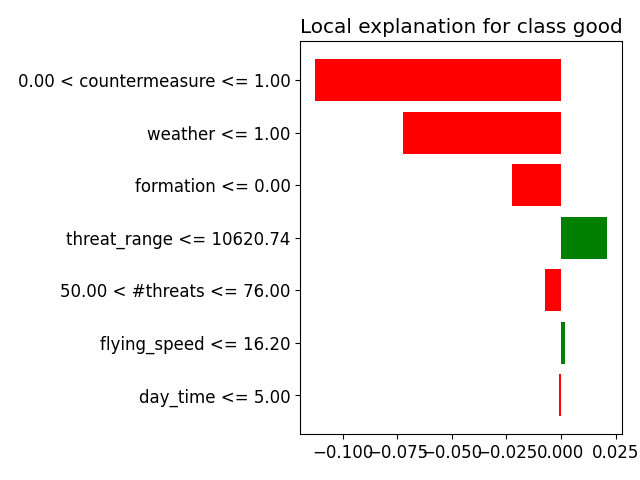 Local explanation for class good
0.00 < countermeasure <= 1.00
weather <= 1.00
formation <= 0.00
threat_range <= 10620.74
50.00 < #threats <= 76.00
flying_speed <= 16.20
day_time <= 5.00
−0.100 −0.075 −0.050 −0.025 0.000 0.025